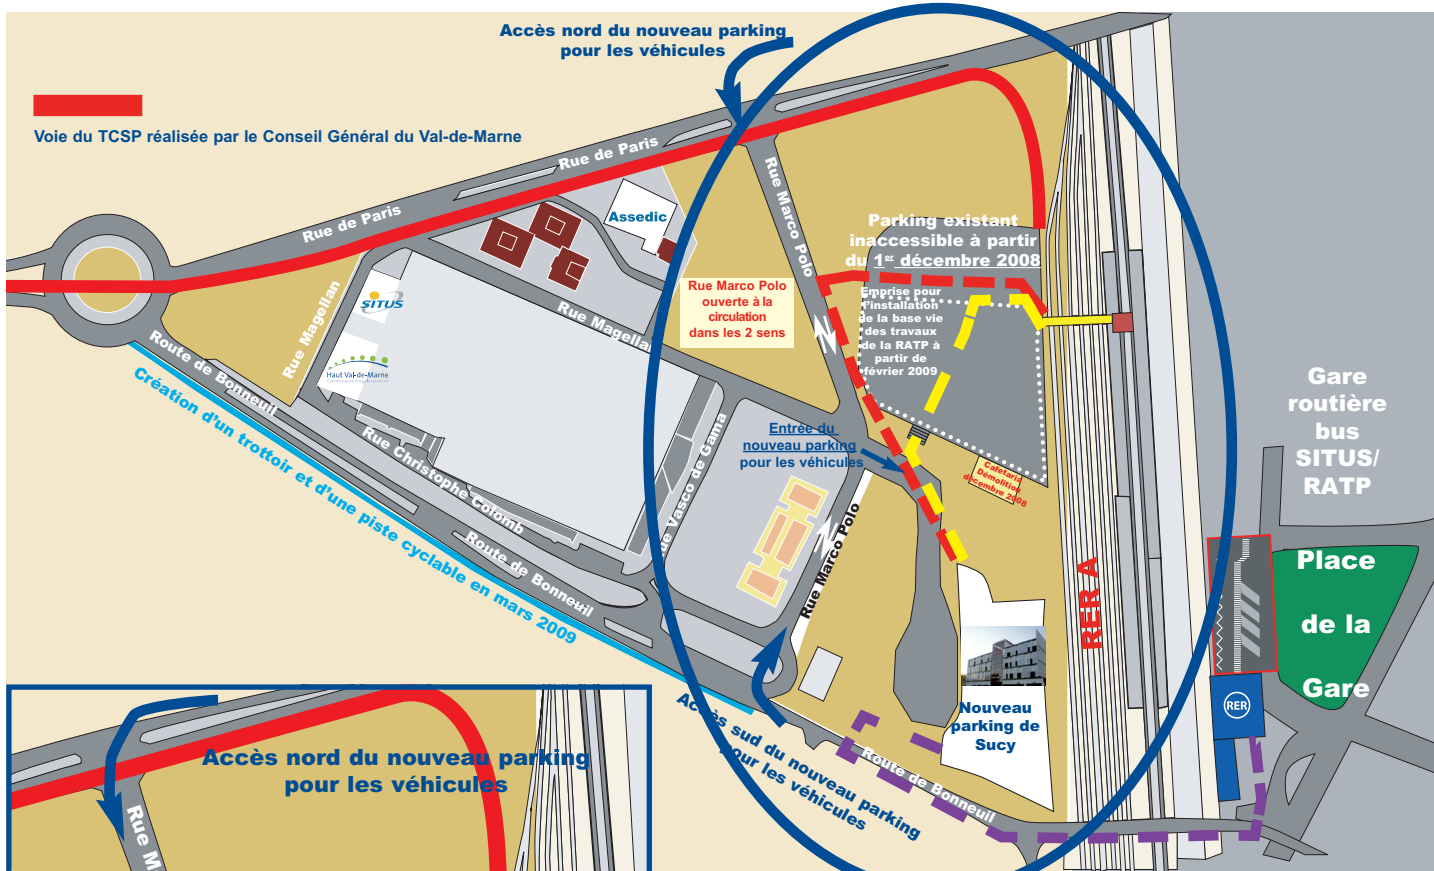 Accès nord du nouveau parking
pour les véhicules
Voie du TCSP réalisée par le Conseil Général du Val-de-Marne
Rue de Paris
Rue de Paris
Rue Marco Polo
Assedic
Parking existant
inaccessible à partir
du 1er décembre 2008
Rue Marco Polo
ouverte à la
circulation
dans les 2 sens
Emprise pour
l'installation
de la base vie
des travaux
de la RATP à
partir de
février 2009
SITUS
Haut Val-de-Marne
Communauté d'agglomération
Rue Magellan
Rue Magellan
Route de Bonneuil
Création d'un trottoir et d'une piste cyclable en mars 2009
Rue Christophe Colomb
Rue Vasco de Gama
Entrée du
nouveau parking
pour les véhicules
Cafetaria
Démolition
décembre 2008
Gare
routière
bus
SITUS/
RATP
Route de Bonneuil
Rue Marco Polo
RER A
Place
de la
Gare
RER
Nouveau
parking de
Sucy
Accès sud du nouveau parking
pour les véhicules
Route de Bonneuil
Accès nord du nouveau parking
pour les véhicules
Rue M